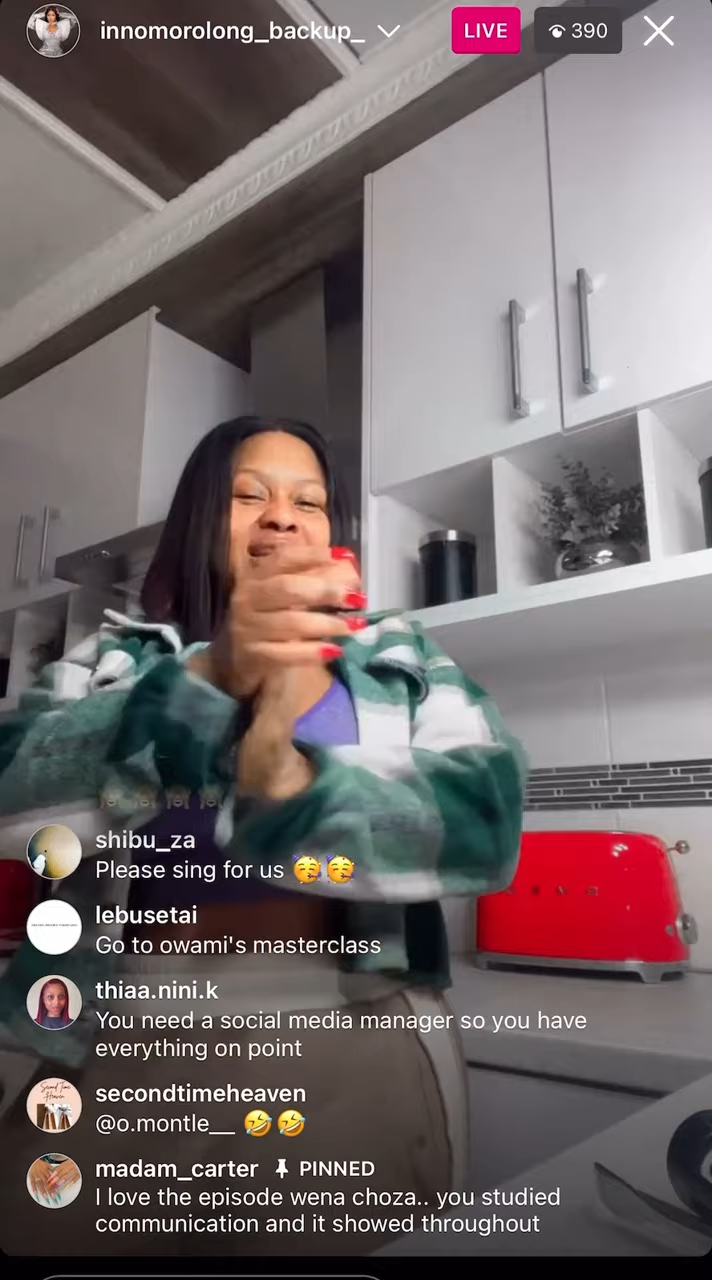 innomorolong_backup_
LIVE
390
shibu_za
Please sing for us 🥳🥳
lebusetai
Go to owami's masterclass
thiaa.nini.k
You need a social media manager so you have
everything on point
secondtimeheaven
@o.montle__ 🤣🤣
madam_carter PINNED
I love the episode wena choza.. you studied
communication and it showed throughout